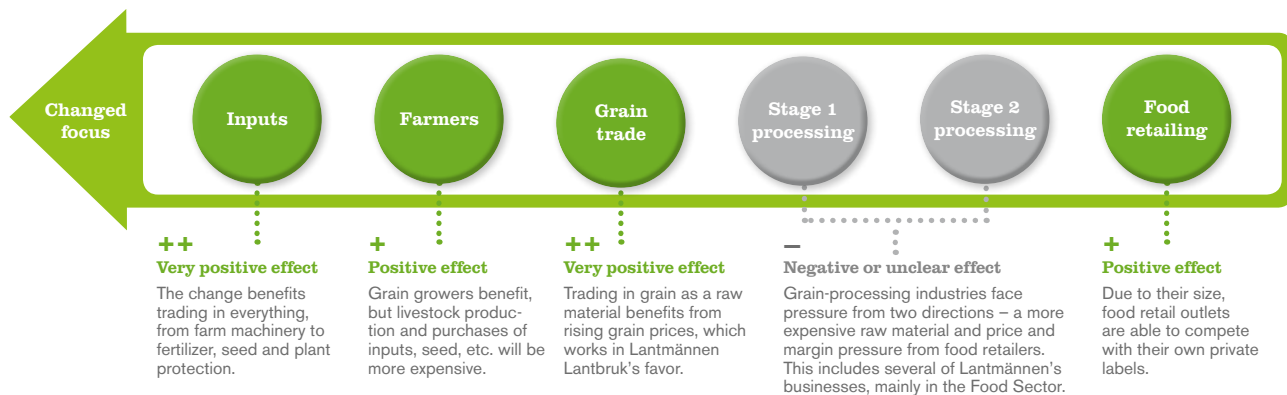 Changed
focus
Inputs
Farmers
Grain
trade
Stage 1
processing
Stage 2
processing
Food
retailing
++
Very positive effect
The change benefits
trading in everything,
from farm machinery to
fertilizer, seed and plant
protection.
+
Positive effect
Grain growers benefit,
but livestock produc-
tion and purchases of
inputs, seed, etc. will be
more expensive.
++
Very positive effect
Trading in grain as a raw
material benefits from
rising grain prices, which
works in Lantmännen
Lantbruk's favor.
–
Negative or unclear effect
Grain-processing industries face
pressure from two directions – a more
expensive raw material and price and
margin pressure from food retailers.
This includes several of Lantmännen's
businesses, mainly in the Food Sector.
+
Positive effect
Due to their size,
food retail outlets
are able to compete
with their own private
labels.